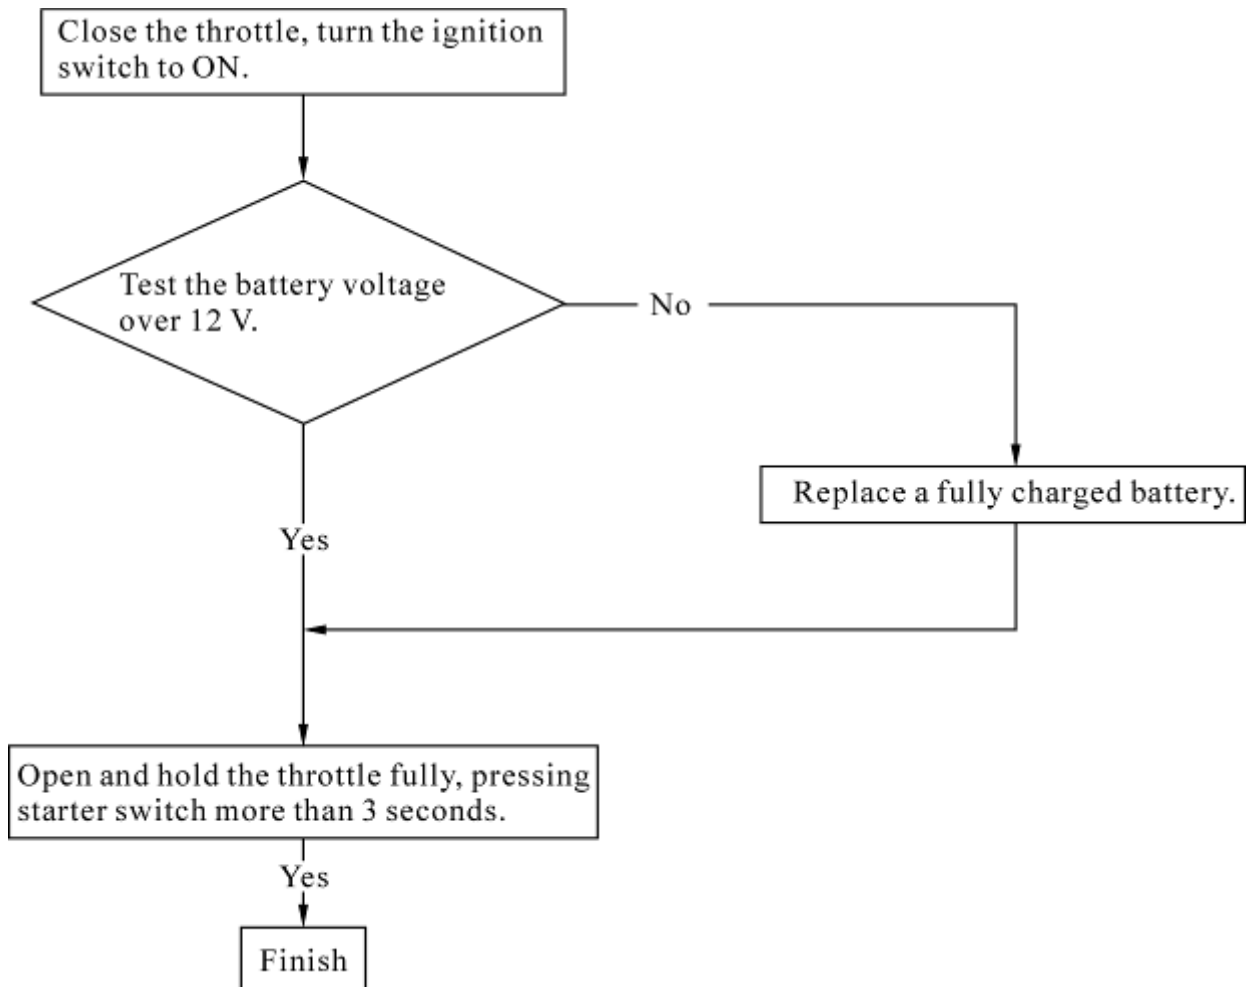 Close the throttle, turn the ignition
switch to ON.
Test the battery voltage
over 12 V.
No
Replace a fully charged battery.
Yes
Open and hold the throttle fully, pressing
starter switch more than 3 seconds.
Yes
Finish